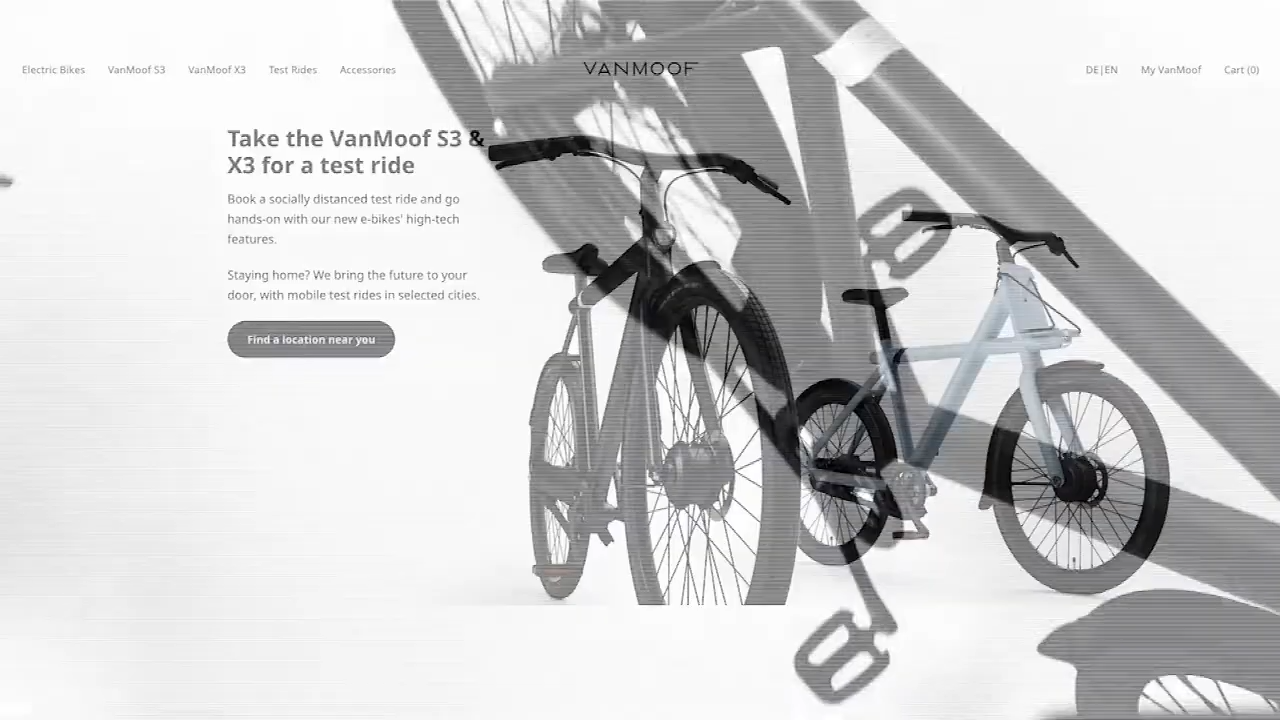 Electric Bikes VanMoof S3 VanMoof X3 Test Rides Accessories VANMOOF DE|EN My VanMoof Cart (0)
Take the VanMoof S3 &
X3 for a test ride
Book a socially distanced test ride and go
hands-on with our new e-bikes' high-tech
features.
Staying home? We bring the future to your
door, with mobile test rides in selected cities.
Find a location near you